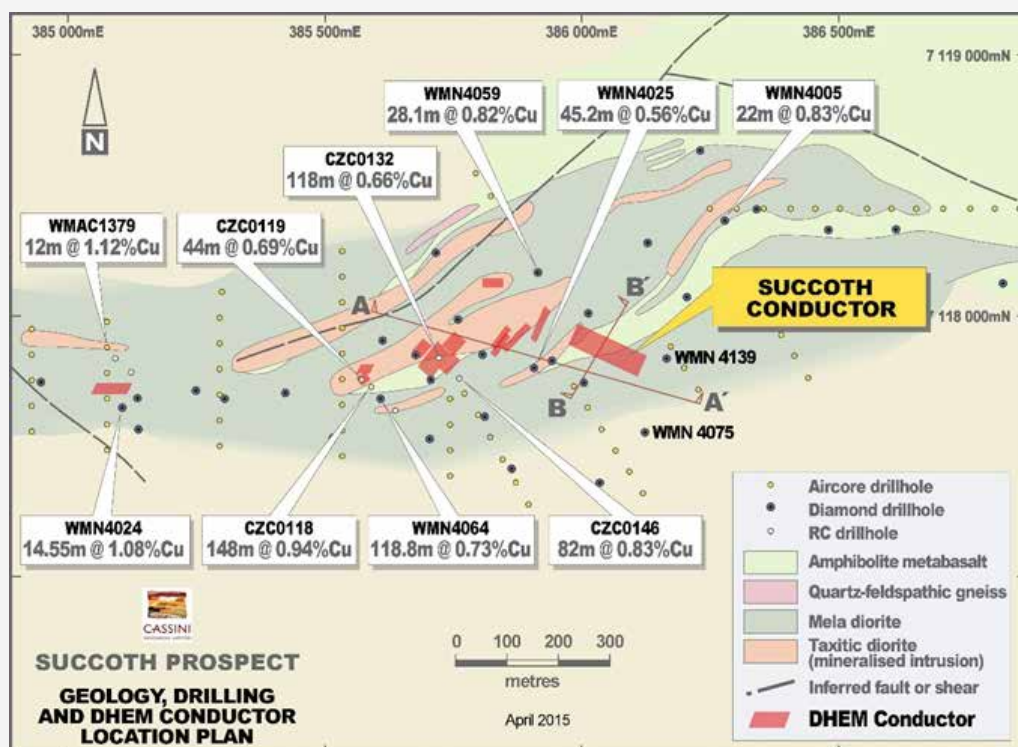 385 000mE
385 500mE
386 000mE
386 500mE
7 119 000mN
N
WMN4059
28.1m @ 0.82%Cu
WMN4025
45.2m @ 0.56%Cu
WMN4005
22m @ 0.83%Cu
CZC0132
118m @ 0.66%Cu
WMAC1379
12m @ 1.12%Cu
CZC0119
44m @ 0.69%Cu
A
B'
SUCCOTH
CONDUCTOR
7 118 000mN
WMN 4139
B
A'
WMN 4075
WMN4024
14.55m @ 1.08%Cu
CZC0118
148m @ 0.94%Cu
WMN4064
118.8m @ 0.73%Cu
CZC0146
82m @ 0.83%Cu
Aircore drillhole
Diamond drillhole
RC drillhole
Amphibolite metabasalt
Quartz-feldspathic gneiss
Mela diorite
Taxitic diorite
(mineralised intrusion)
Inferred fault or shear
DHEM Conductor
CASSINI
SUCCOTH PROSPECT
GEOLOGY, DRILLING
AND DHEM CONDUCTOR
LOCATION PLAN
0 100 200 300
metres
April 2015